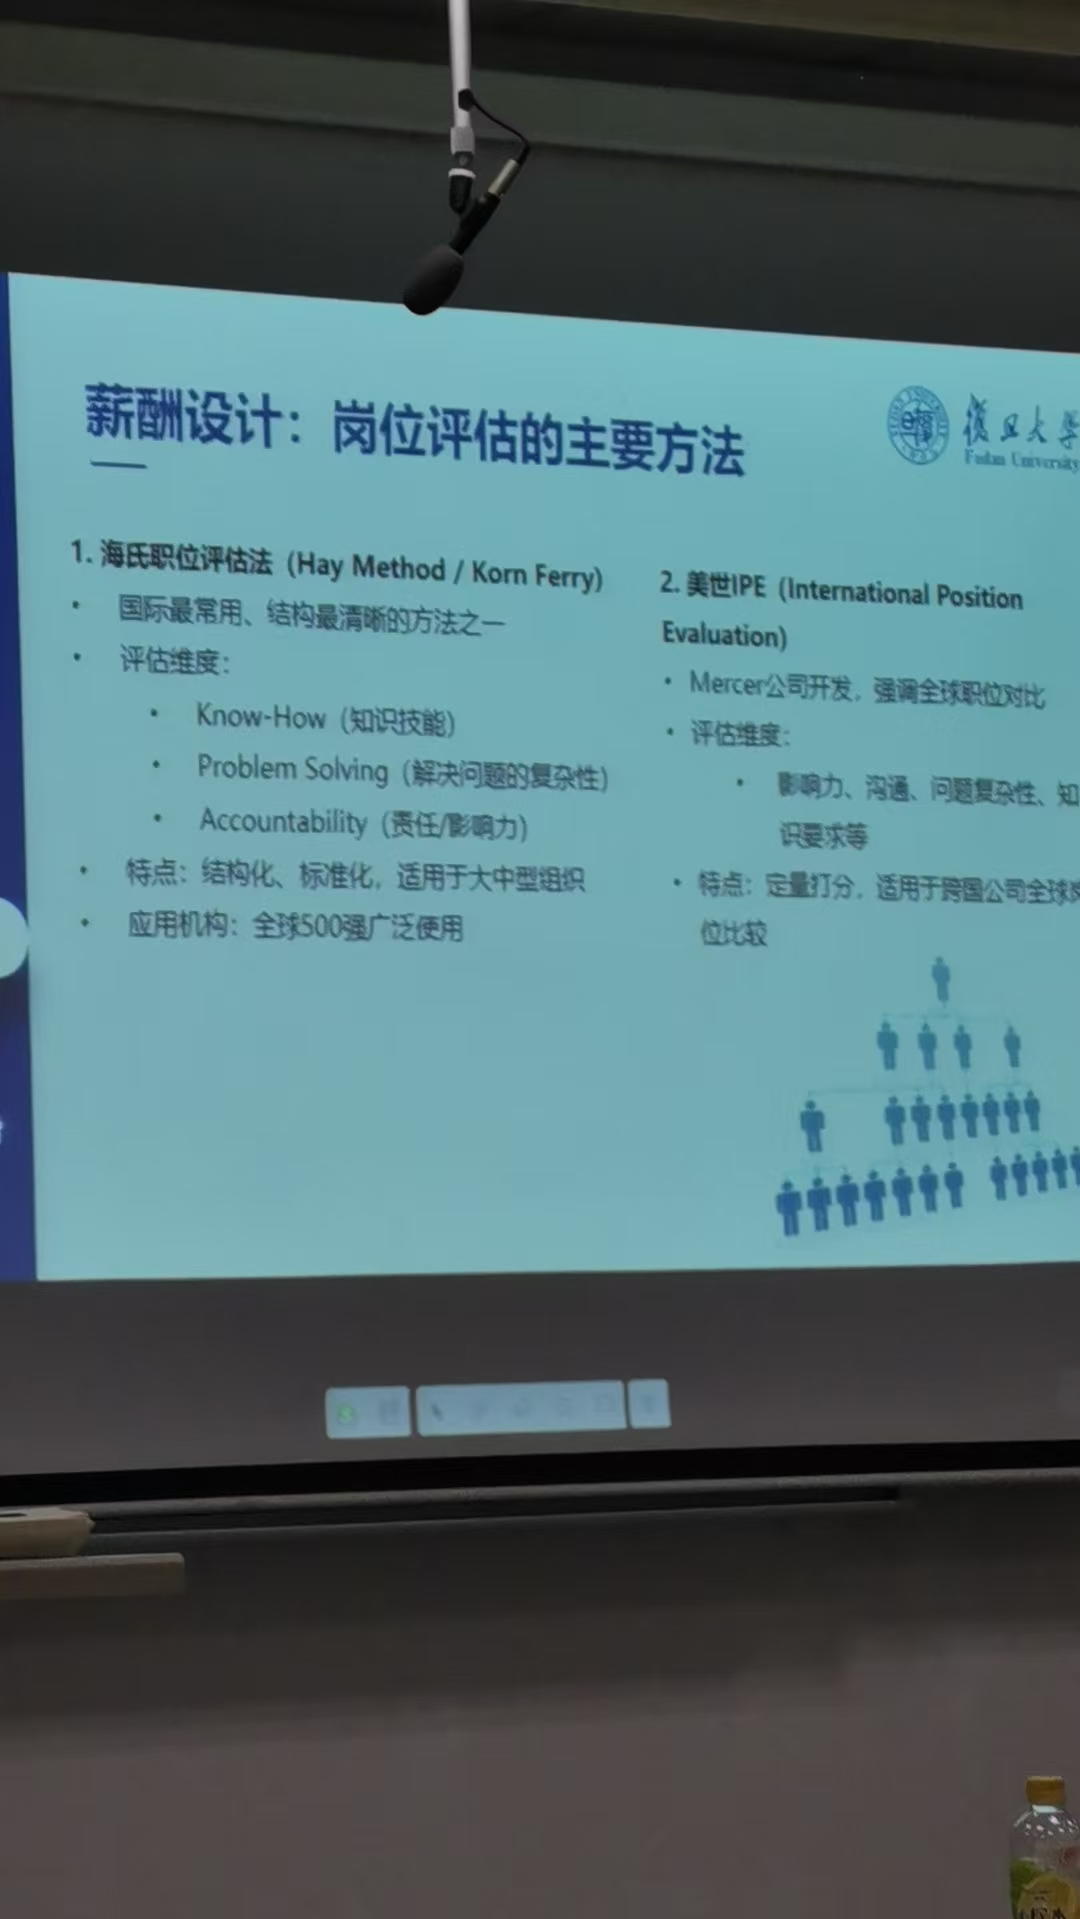 薪酬设计：岗位评估的主要方法
復旦大学
Fudan University
1. 海氏职位评估法（Hay Method / Korn Ferry）
• 国际最常用、结构最清晰的方法之一
• 评估维度：
• Know-How（知识技能）
• Problem Solving（解决问题的复杂性）
• Accountability（责任/影响力）
• 特点：结构化、标准化，适用于大中型组织
• 应用机构：全球500强广泛使用
2. 美世IPE（International Position
Evaluation）
• Mercer公司开发，强调全球职位对比
• 评估维度：
• 影响力、沟通、问题复杂性、知
识要求等
• 特点：定量打分，适用于跨国公司全球岗
位比较